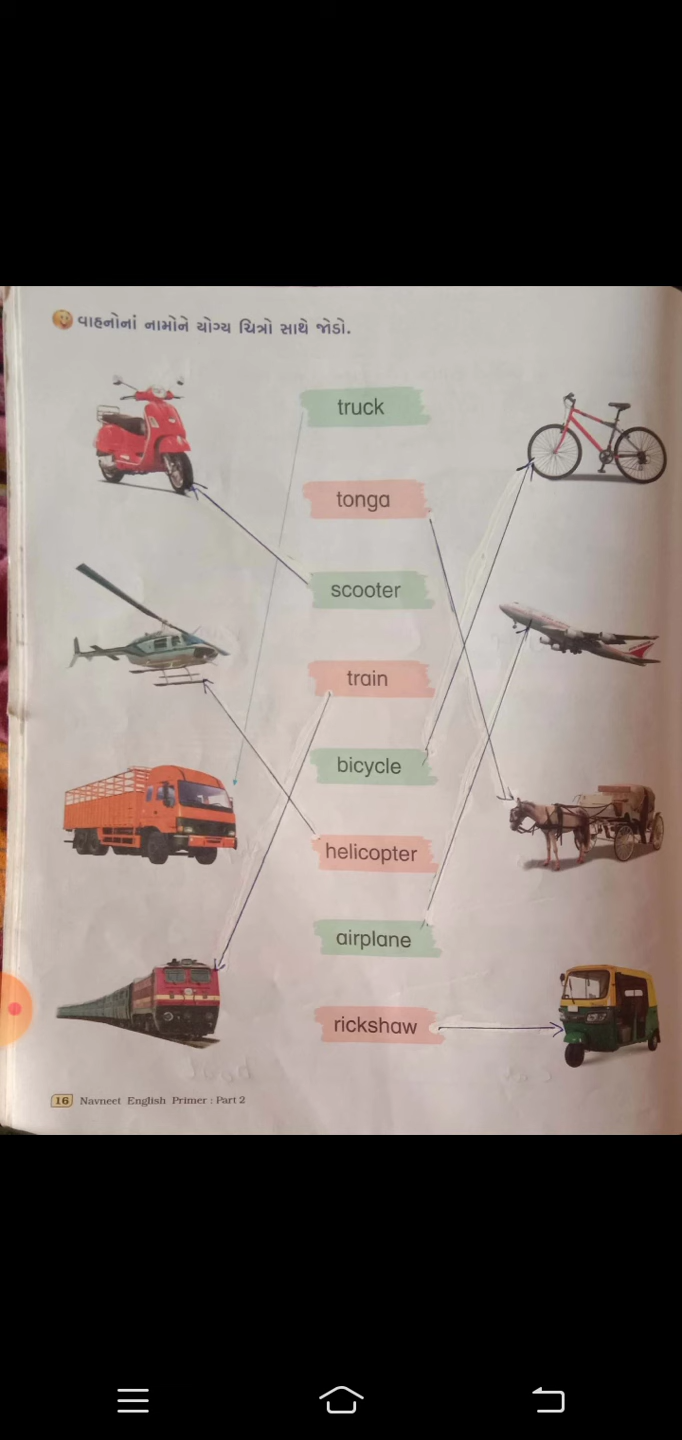 વાહનોનાં નામોને યોગ્ય ચિત્રો સાથે જોડો.
truck
tonga
scooter
train
bicycle
helicopter
airplane
rickshaw
16 Navneet English Primer : Part 2